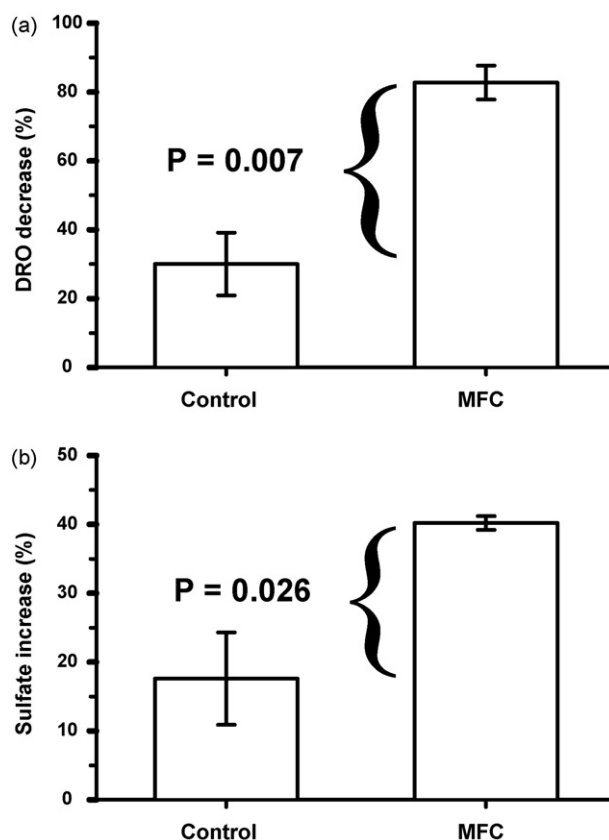 (a)
100
80
60
40
20
0
DRO decrease (%)
P = 0.007
Control MFC
(b)
50
40
30
20
10
0
Sulfate increase (%)
P = 0.026
Control MFC